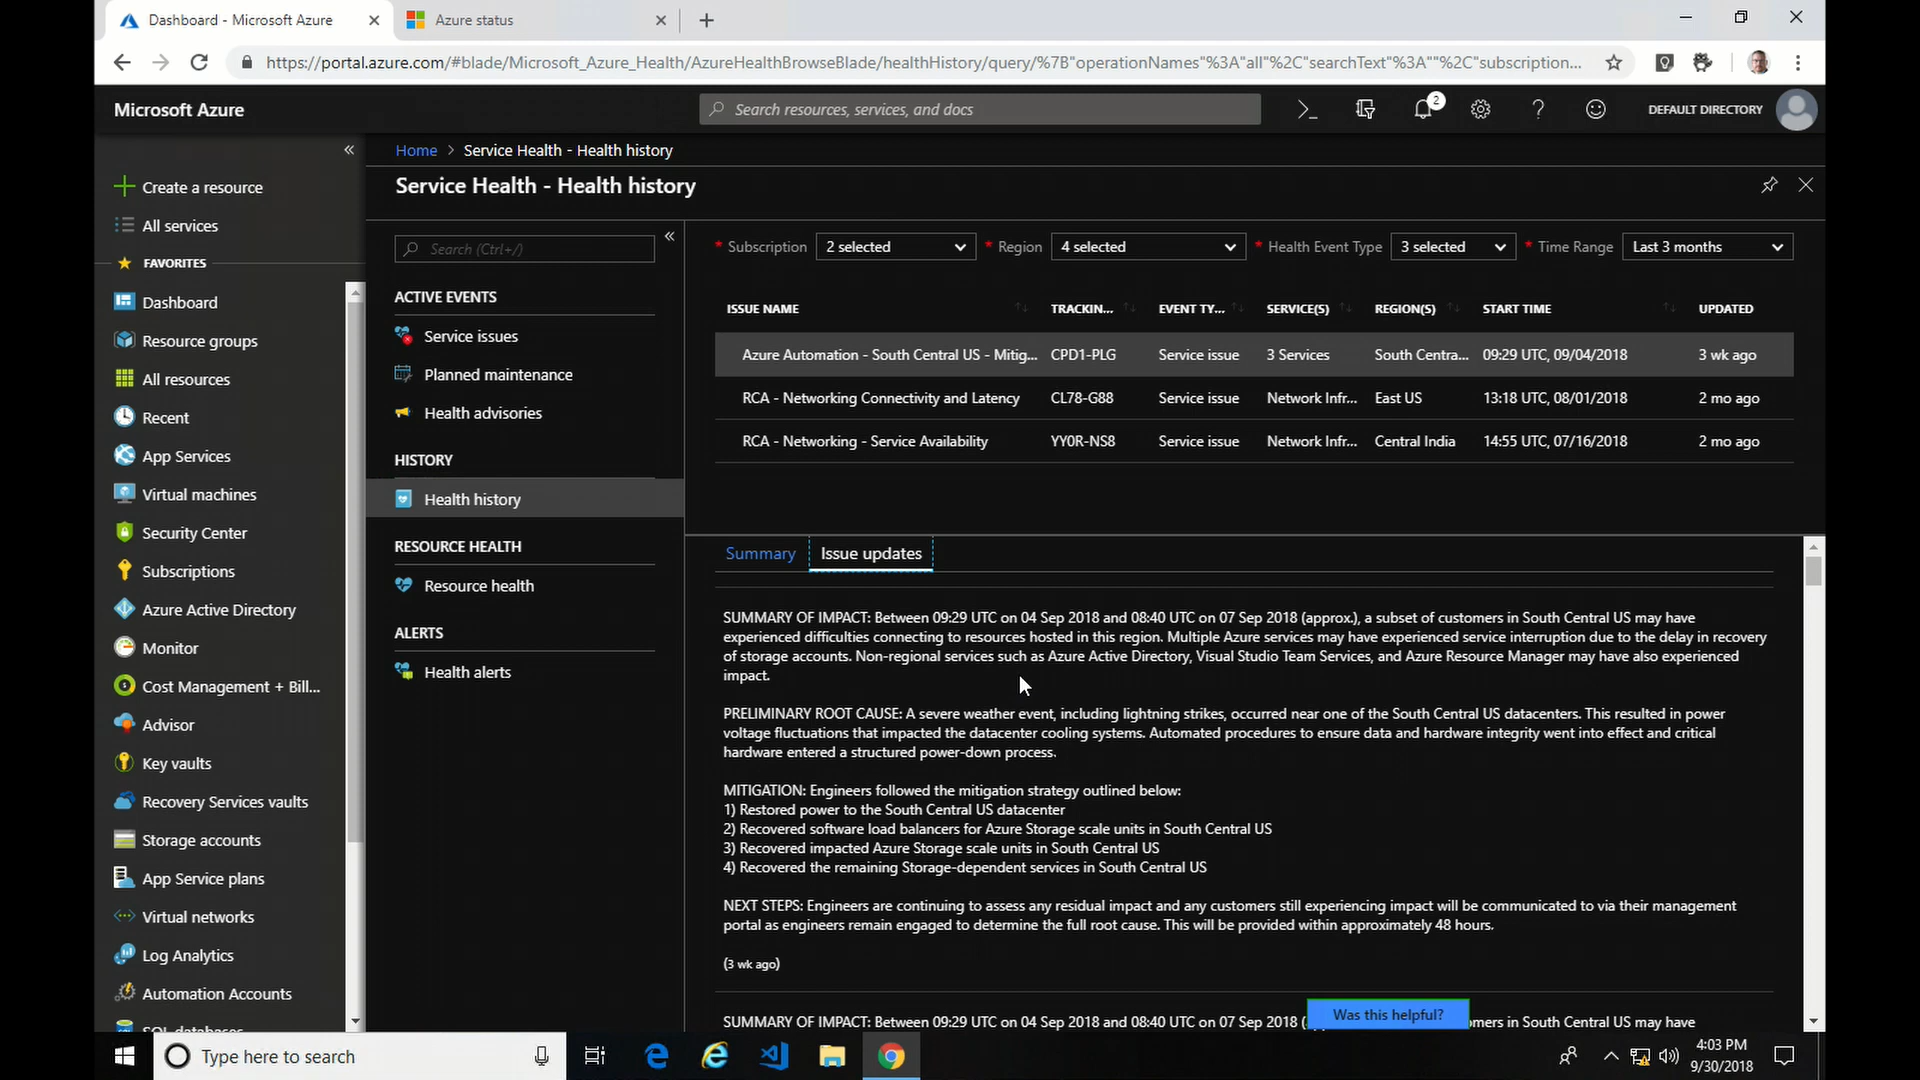 Dashboard - Microsoft Azure
Azure status
https://portal.azure.com/#blade/Microsoft_Azure_Health/AzureHealthBrowseBlade/healthHistory/query/%7B"operationNames"%3A"all"%2C"searchText"%3A""%2C"subscription...
Microsoft Azure
Search resources, services, and docs
2
DEFAULT DIRECTORY
Home > Service Health - Health history
Service Health - Health history
Create a resource
All services
FAVORITES
Dashboard
Resource groups
All resources
Recent
App Services
Virtual machines
Security Center
Subscriptions
Azure Active Directory
Monitor
Cost Management + Bill...
Advisor
Key vaults
Recovery Services vaults
Storage accounts
App Service plans
Virtual networks
Log Analytics
Automation Accounts
SQL databases
Search (Ctrl+/)
ACTIVE EVENTS
Service issues
Planned maintenance
Health advisories
HISTORY
Health history
RESOURCE HEALTH
Resource health
ALERTS
Health alerts
* Subscription 2 selected * Region 4 selected * Health Event Type 3 selected * Time Range Last 3 months
ISSUE NAME TRACKIN... EVENT TY... SERVICE(S) REGION(S) START TIME UPDATED
Azure Automation - South Central US - Mitig... CPD1-PLG Service issue 3 Services South Centra... 09:29 UTC, 09/04/2018 3 wk ago
RCA - Networking Connectivity and Latency CL78-G88 Service issue Network Infr... East US 13:18 UTC, 08/01/2018 2 mo ago
RCA - Networking - Service Availability YY0R-NS8 Service issue Network Infr... Central India 14:55 UTC, 07/16/2018 2 mo ago
Summary Issue updates
SUMMARY OF IMPACT: Between 09:29 UTC on 04 Sep 2018 and 08:40 UTC on 07 Sep 2018 (approx.), a subset of customers in South Central US may have
experienced difficulties connecting to resources hosted in this region. Multiple Azure services may have experienced service interruption due to the delay in recovery
of storage accounts. Non-regional services such as Azure Active Directory, Visual Studio Team Services, and Azure Resource Manager may have also experienced
impact.
PRELIMINARY ROOT CAUSE: A severe weather event, including lightning strikes, occurred near one of the South Central US datacenters. This resulted in power
voltage fluctuations that impacted the datacenter cooling systems. Automated procedures to ensure data and hardware integrity went into effect and critical
hardware entered a structured power-down process.
MITIGATION: Engineers followed the mitigation strategy outlined below:
1) Restored power to the South Central US datacenter
2) Recovered software load balancers for Azure Storage scale units in South Central US
3) Recovered impacted Azure Storage scale units in South Central US
4) Recovered the remaining Storage-dependent services in South Central US
NEXT STEPS: Engineers are continuing to assess any residual impact and any customers still experiencing impact will be communicated to via their management
portal as engineers remain engaged to determine the full root cause. This will be provided within approximately 48 hours.
(3 wk ago)
SUMMARY OF IMPACT: Between 09:29 UTC on 04 Sep 2018 and 08:40 UTC on 07 Sep 2018 omers in South Central US may have
Was this helpful?
Type here to search
4:03 PM
9/30/2018